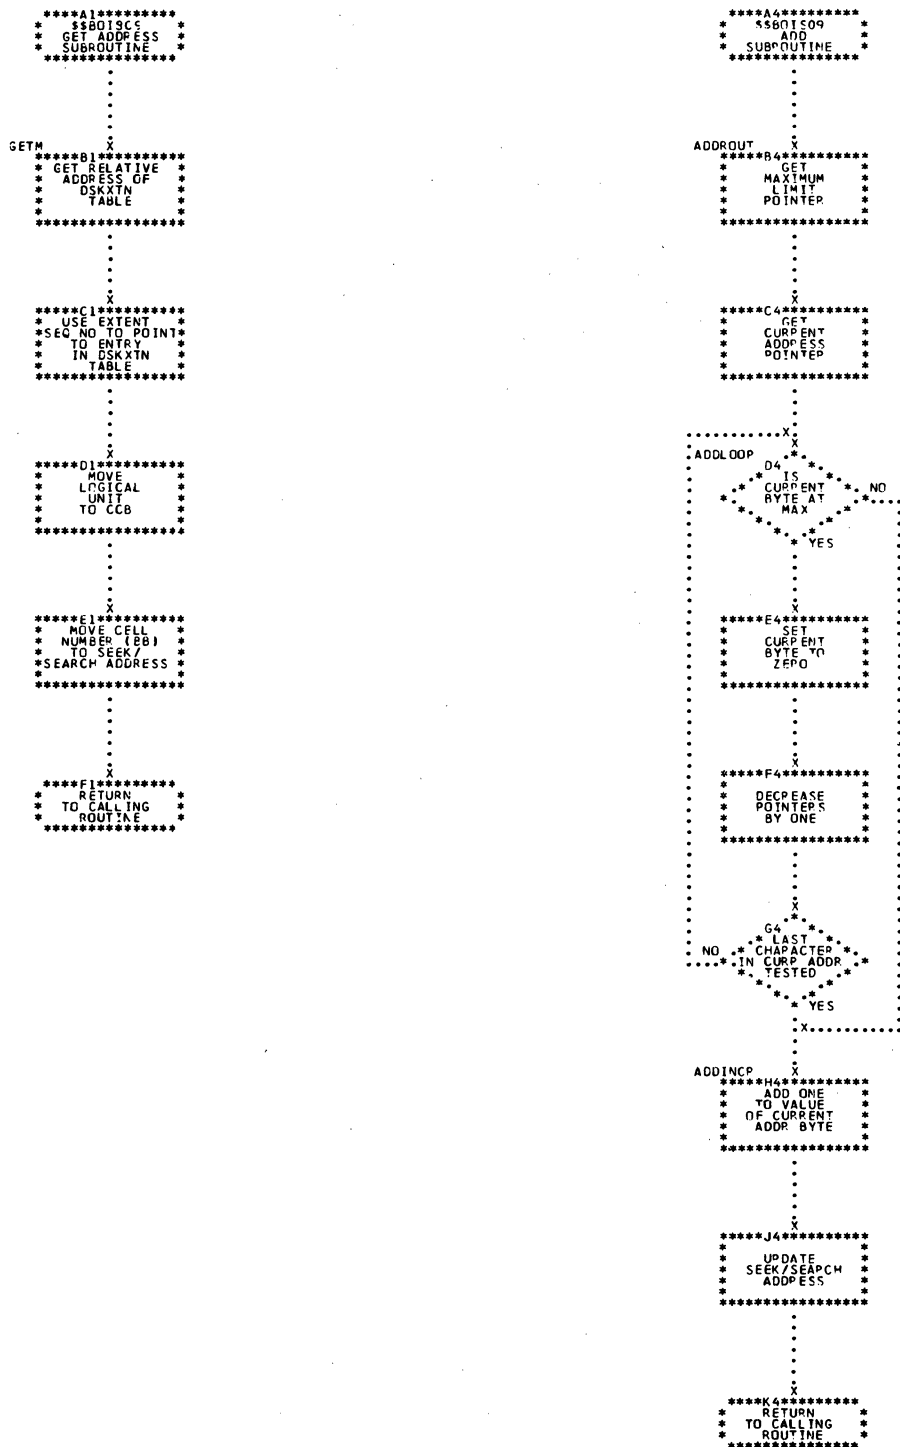 A1
$$BOIS09
GET ADDRESS
SUBROUTINE
GETM
B1
GET RELATIVE
ADDRESS OF
DSKXTN
TABLE
C1
USE EXTENT
SEQ NO TO POINT
TO ENTRY
IN DSKXTN
TABLE
D1
MOVE
LOGICAL
UNIT
TO CCB
E1
MOVE CELL
NUMBER (BB)
TO SEEK/
SEARCH ADDRESS
F1
RETURN
TO CALLING
ROUTINE
A4
$$BOIS09
ADD
SUBROUTINE
ADDROUT
B4
GET
MAXIMUM
LIMIT
POINTER
C4
GET
CURRENT
ADDRESS
POINTER
ADDLOOP
D4
IS
CURRENT
BYTE AT
MAX
NO
YES
E4
SET
CURRENT
BYTE TO
ZERO
F4
DECREASE
POINTERS
BY ONE
G4
LAST
CHARACTER
IN CURR ADDR
TESTED
NO
YES
ADDINCR
H4
ADD ONE
TO VALUE
OF CURRENT
ADDR BYTE
J4
UPDATE
SEEK/SEARCH
ADDRESS
K4
RETURN
TO CALLING
ROUTINE